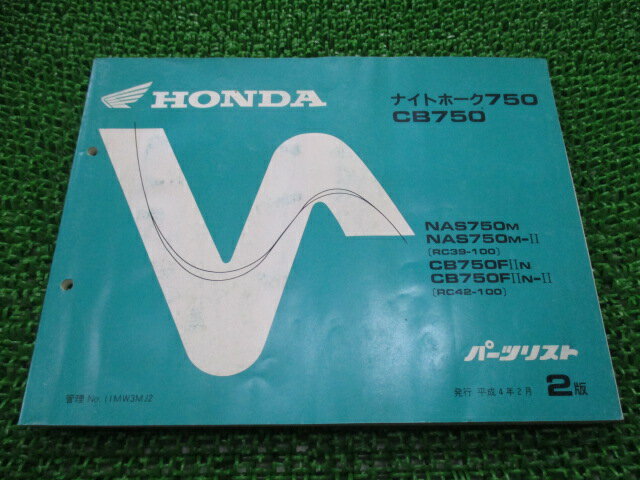 HONDA
ナイトホーク750
CB750
NAS750M
NAS750M-II
(RC39-100)
CB750FIIN
CB750FIIN-II
(RC42-100)
パーツリスト
管理 No. 11MW3MJ2
発行 平成4年2月 2版